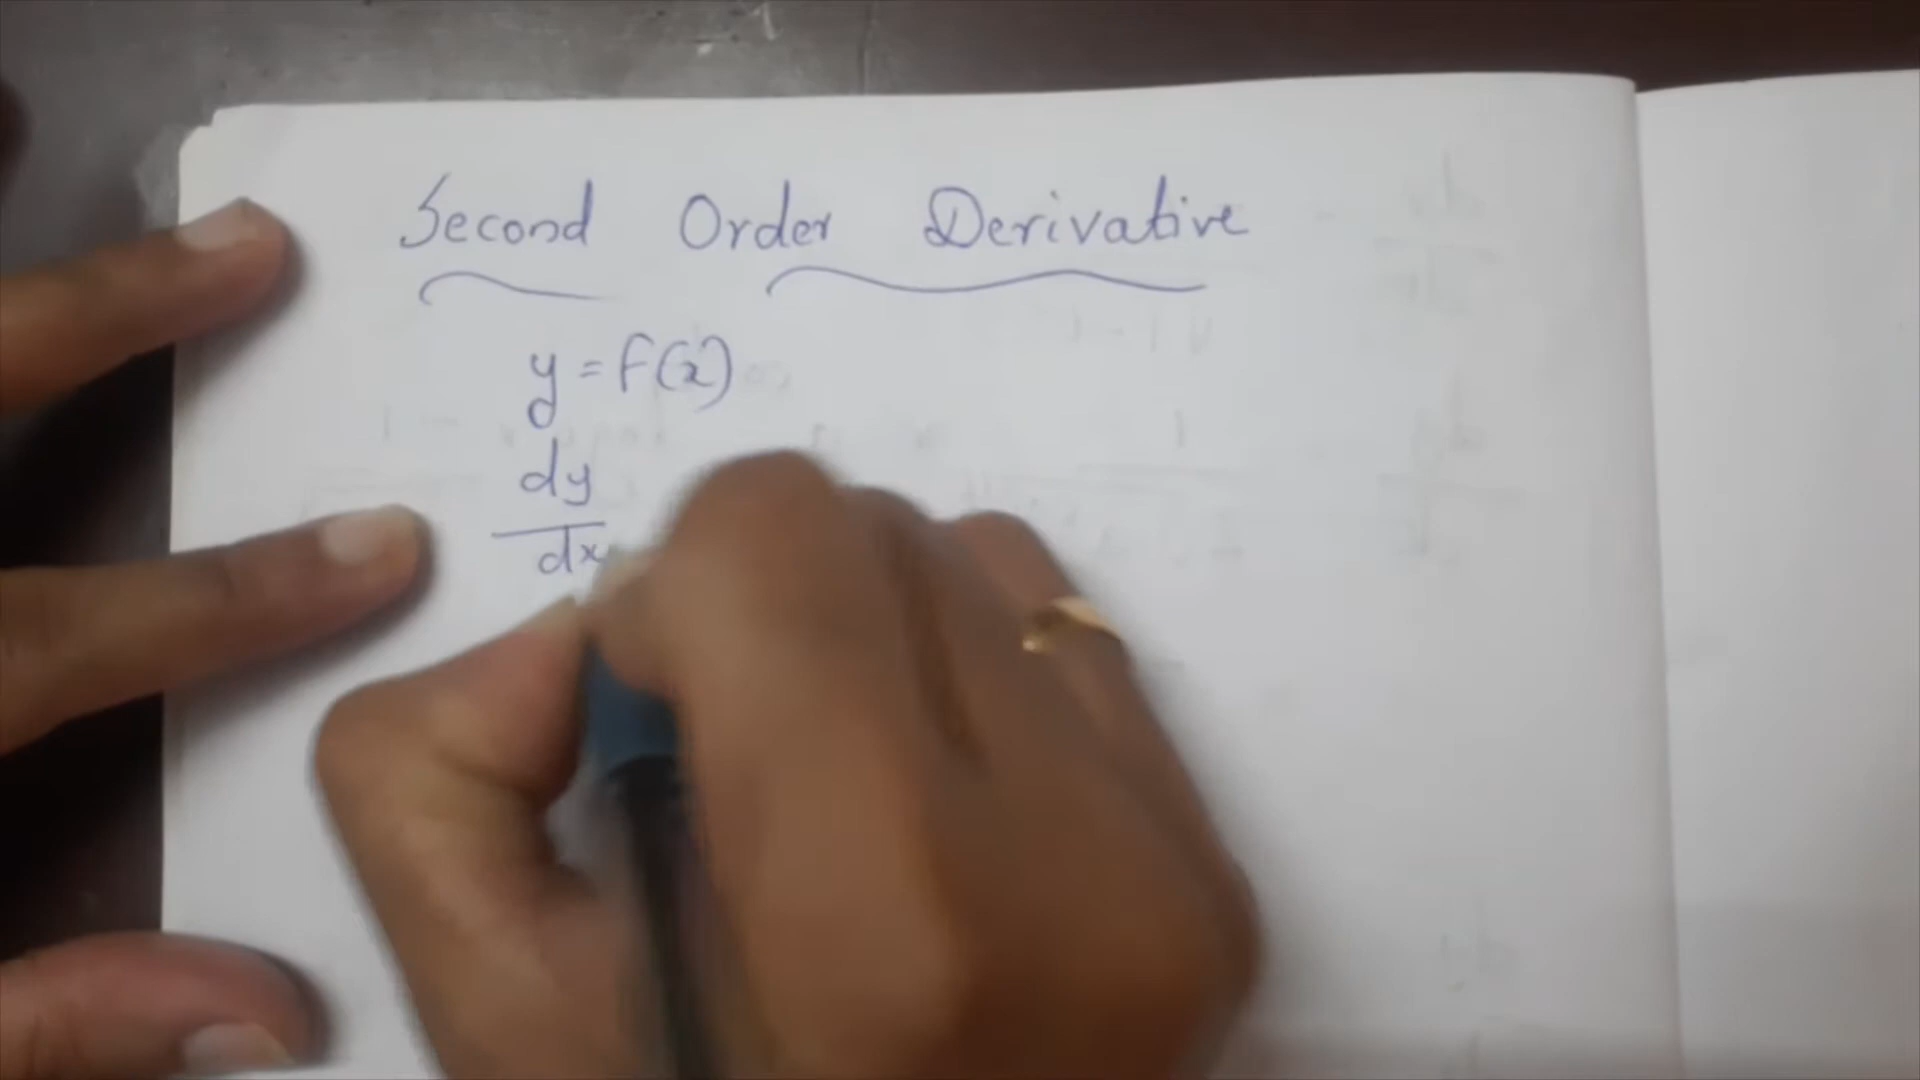 Second Order Derivative
y = f(x)
dy
dx